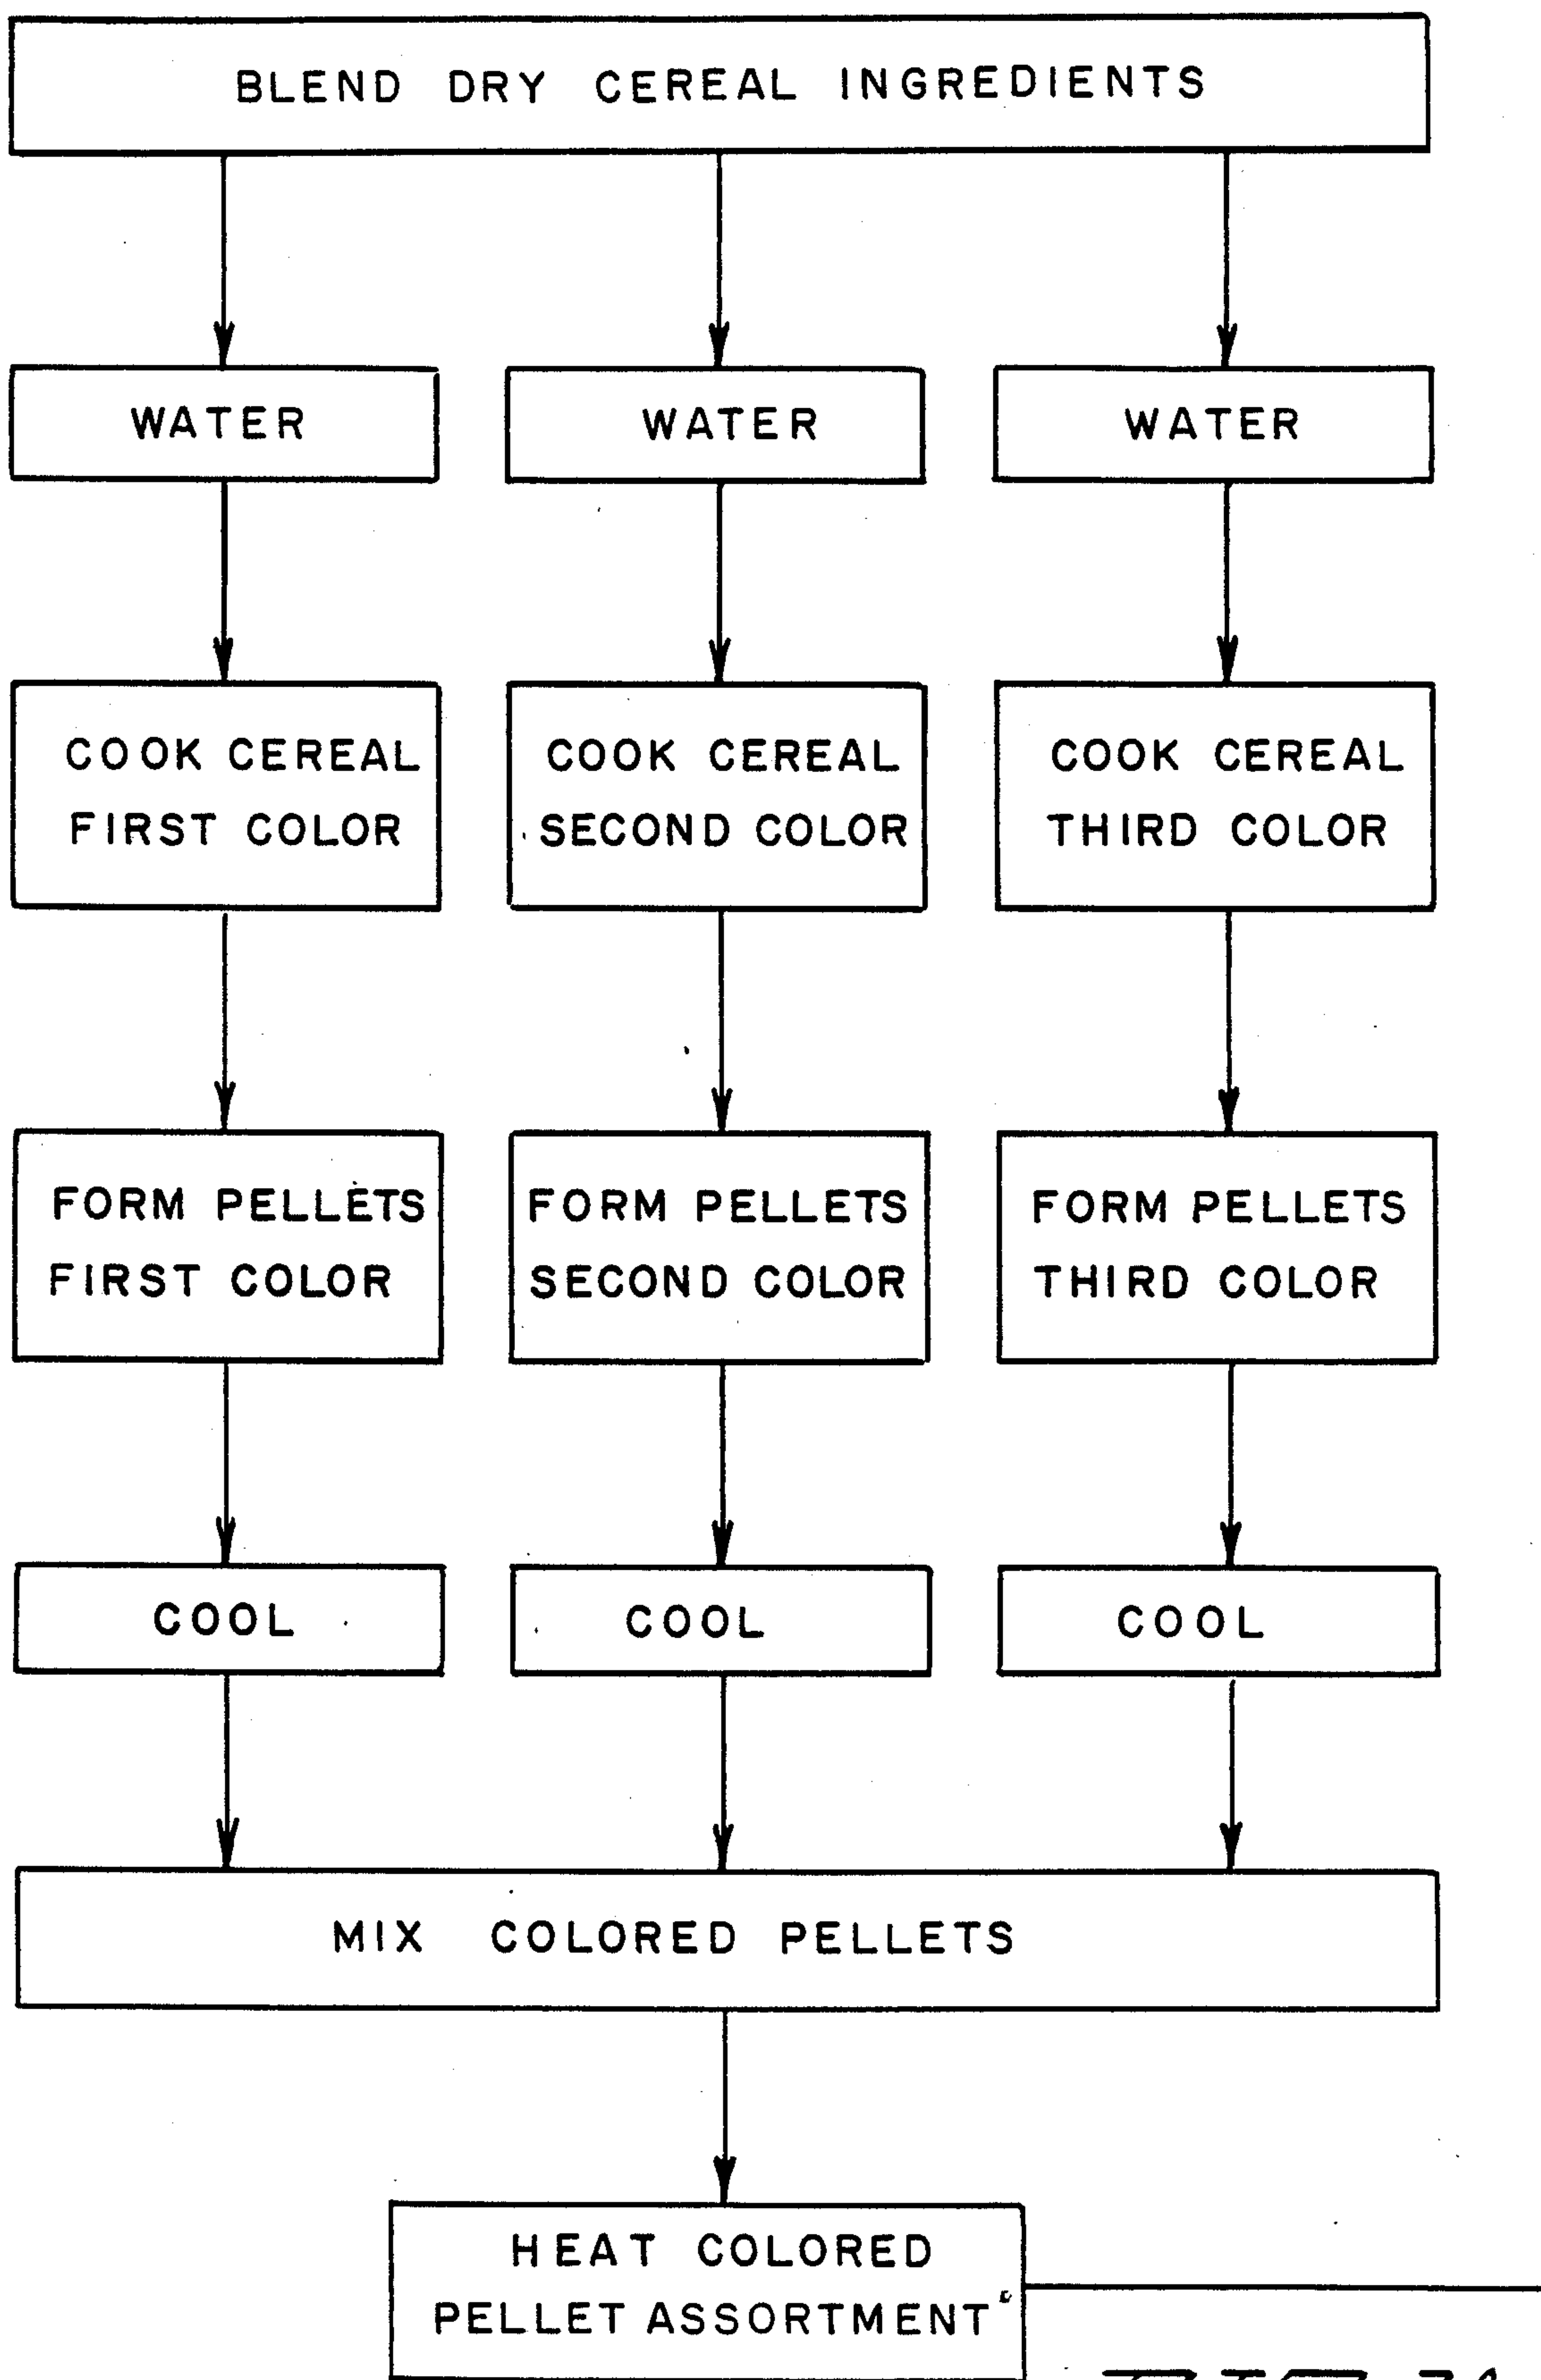 BLEND DRY CEREAL INGREDIENTS
WATER
WATER
WATER
COOK CEREAL
FIRST COLOR
COOK CEREAL
SECOND COLOR
COOK CEREAL
THIRD COLOR
FORM PELLETS
FIRST COLOR
FORM PELLETS
SECOND COLOR
FORM PELLETS
THIRD COLOR
COOL
COOL
COOL
MIX COLORED PELLETS
HEAT COLORED
PELLET ASSORTMENT